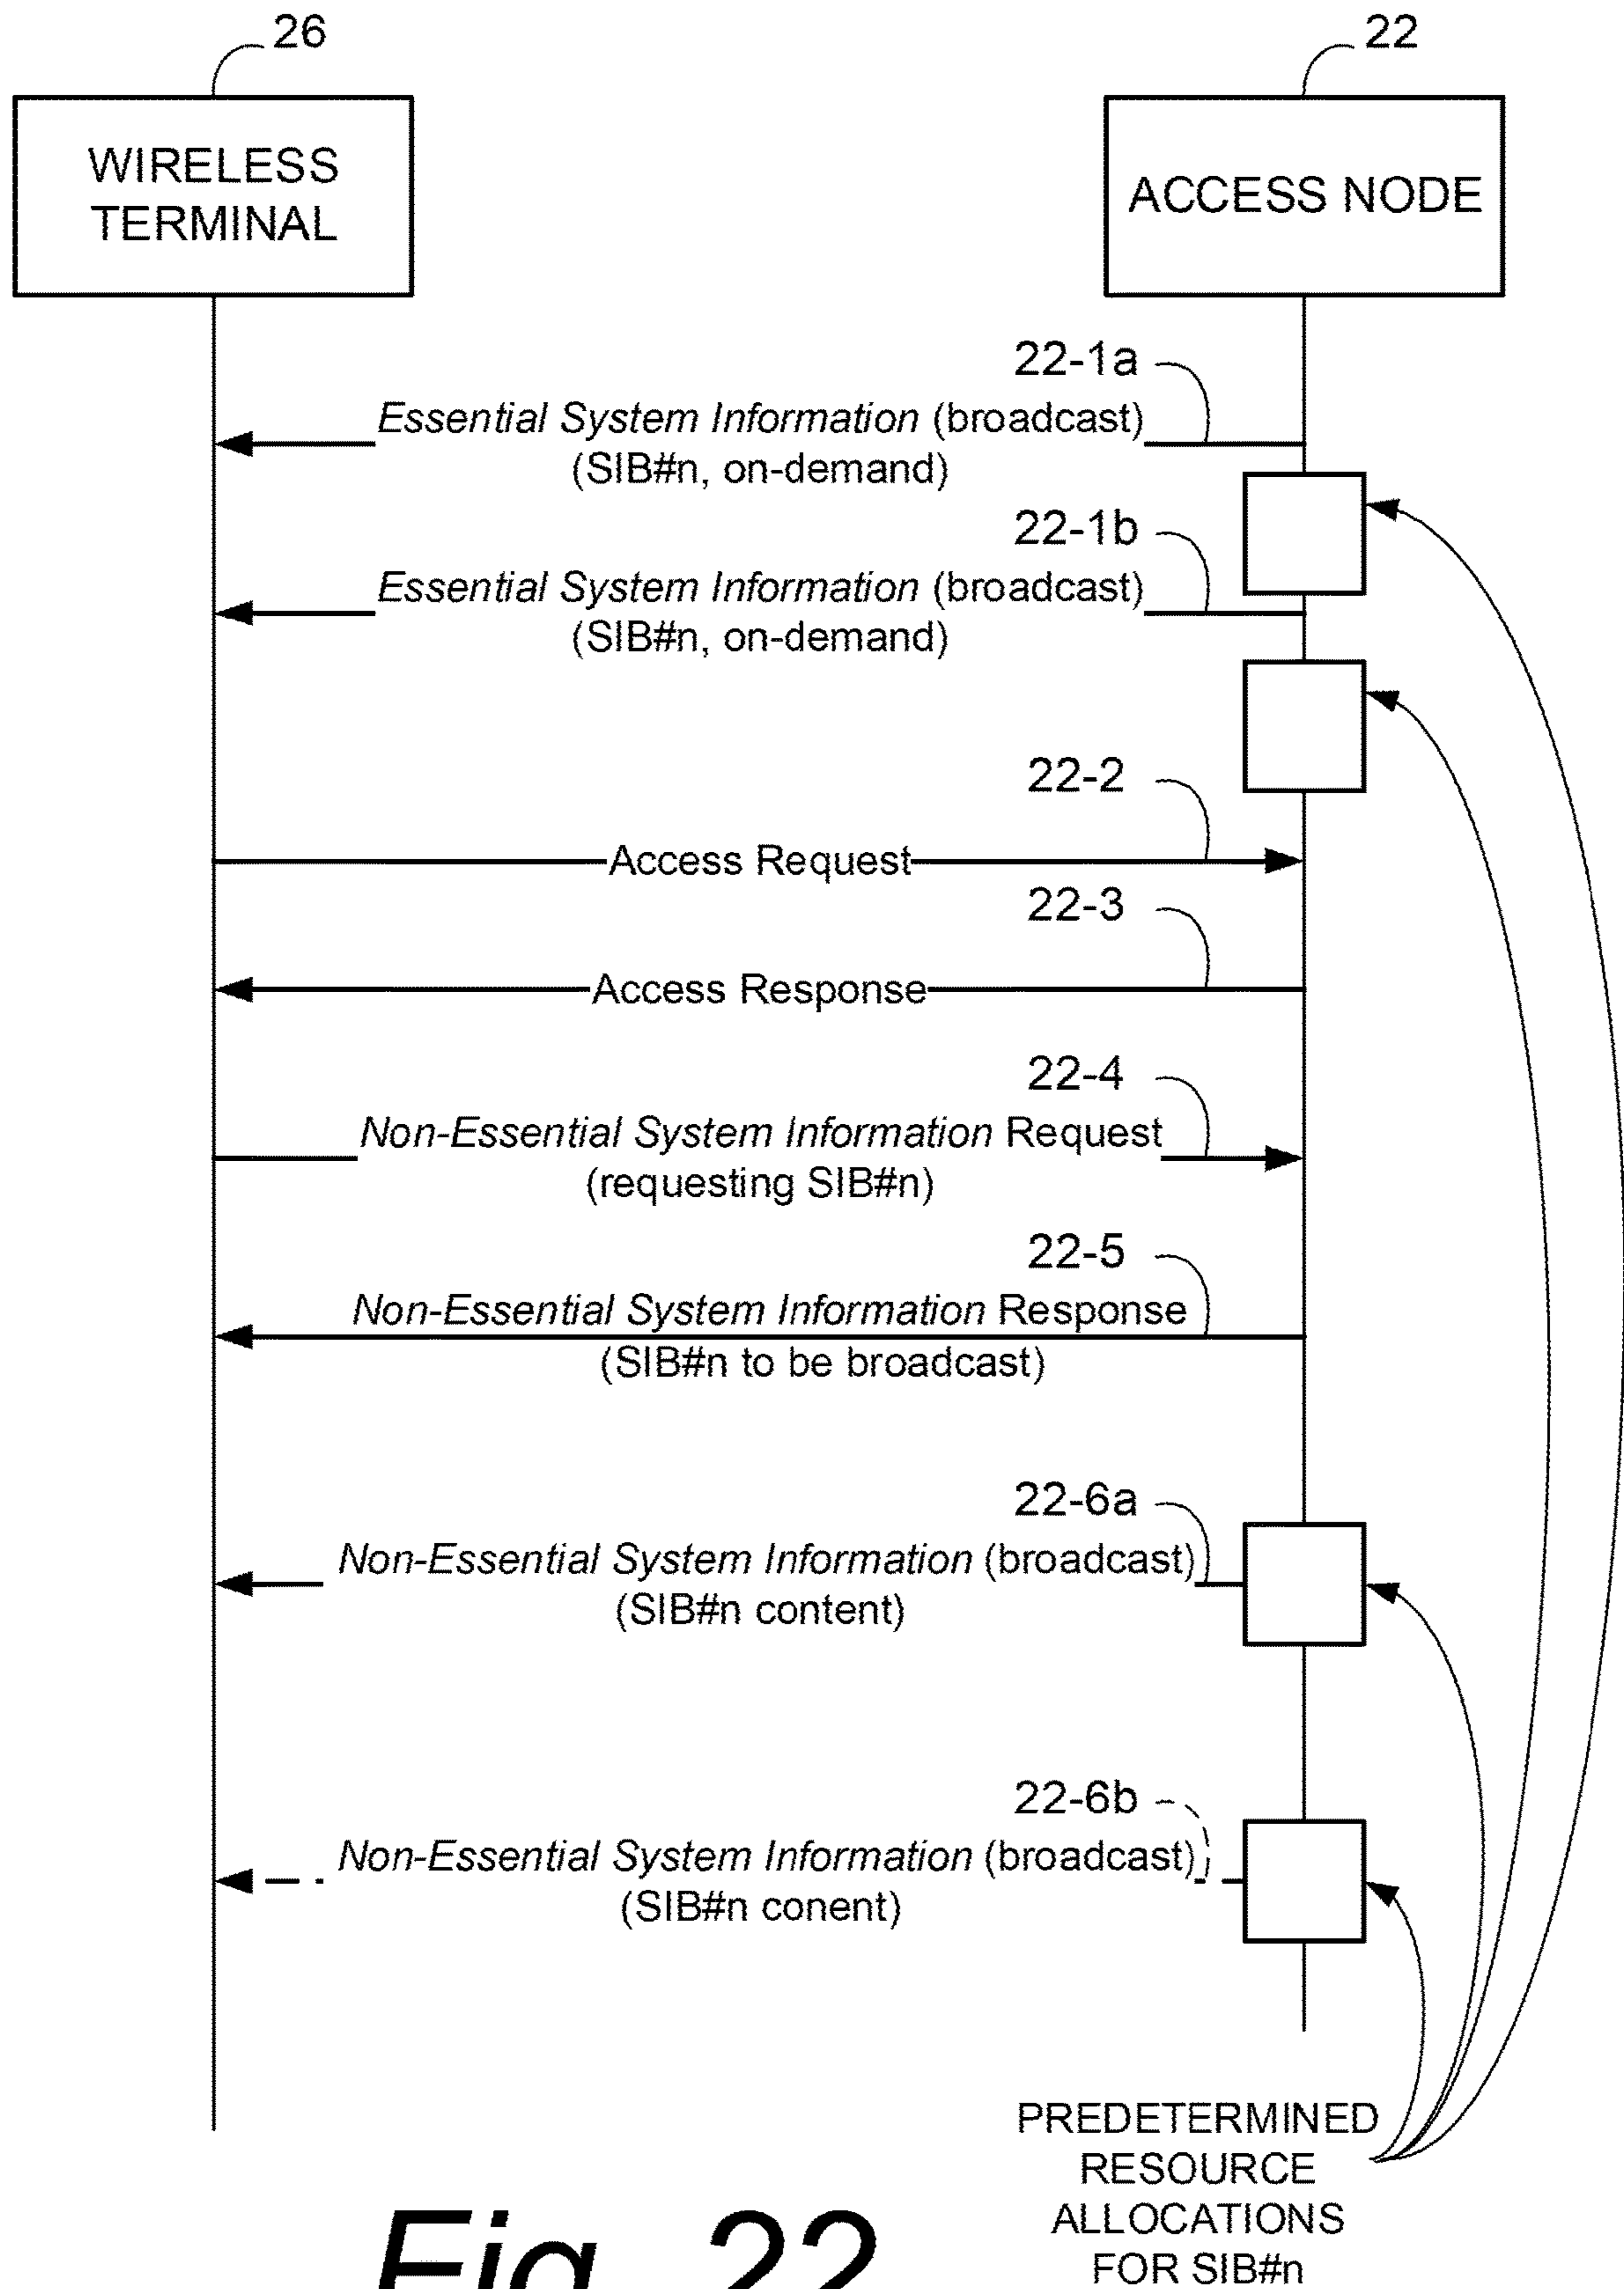 26
22
WIRELESS
TERMINAL
ACCESS NODE
22-1a
Essential System Information (broadcast)
(SIB#n, on-demand)
22-1b
Essential System Information (broadcast)
(SIB#n, on-demand)
22-2
Access Request
22-3
Access Response
22-4
Non-Essential System Information Request
(requesting SIB#n)
22-5
Non-Essential System Information Response
(SIB#n to be broadcast)
22-6a
Non-Essential System Information (broadcast)
(SIB#n content)
22-6b
Non-Essential System Information (broadcast)
(SIB#n conent)
PREDETERMINED
RESOURCE
ALLOCATIONS
FOR SIB#n
Fig. 22